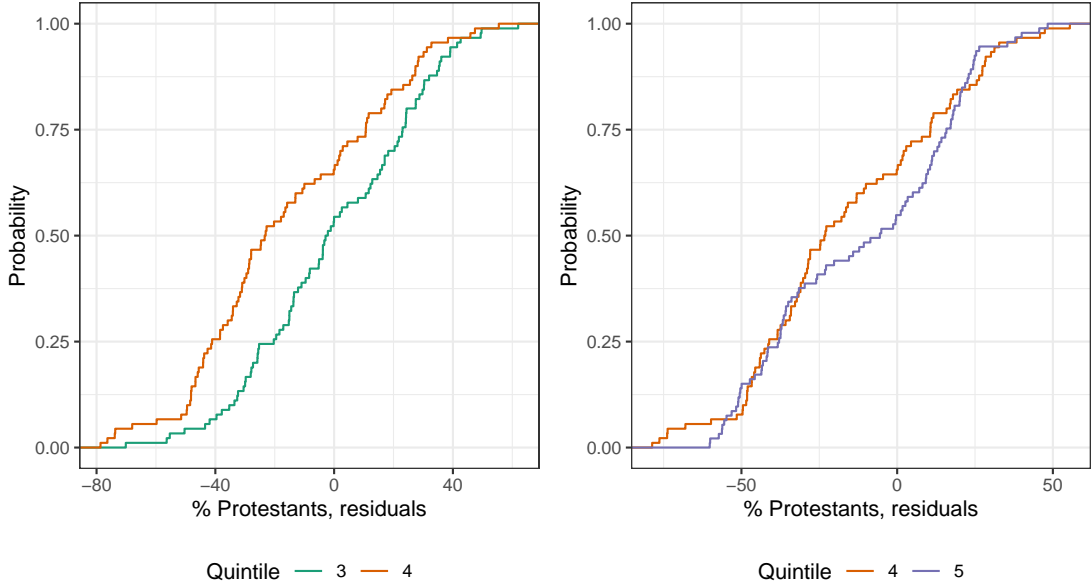 1.00
0.75
0.50
0.25
0.00
Probability
−80 −40 0 40
% Protestants, residuals
Quintile 3 4
1.00
0.75
0.50
0.25
0.00
Probability
−50 0 50
% Protestants, residuals
Quintile 4 5